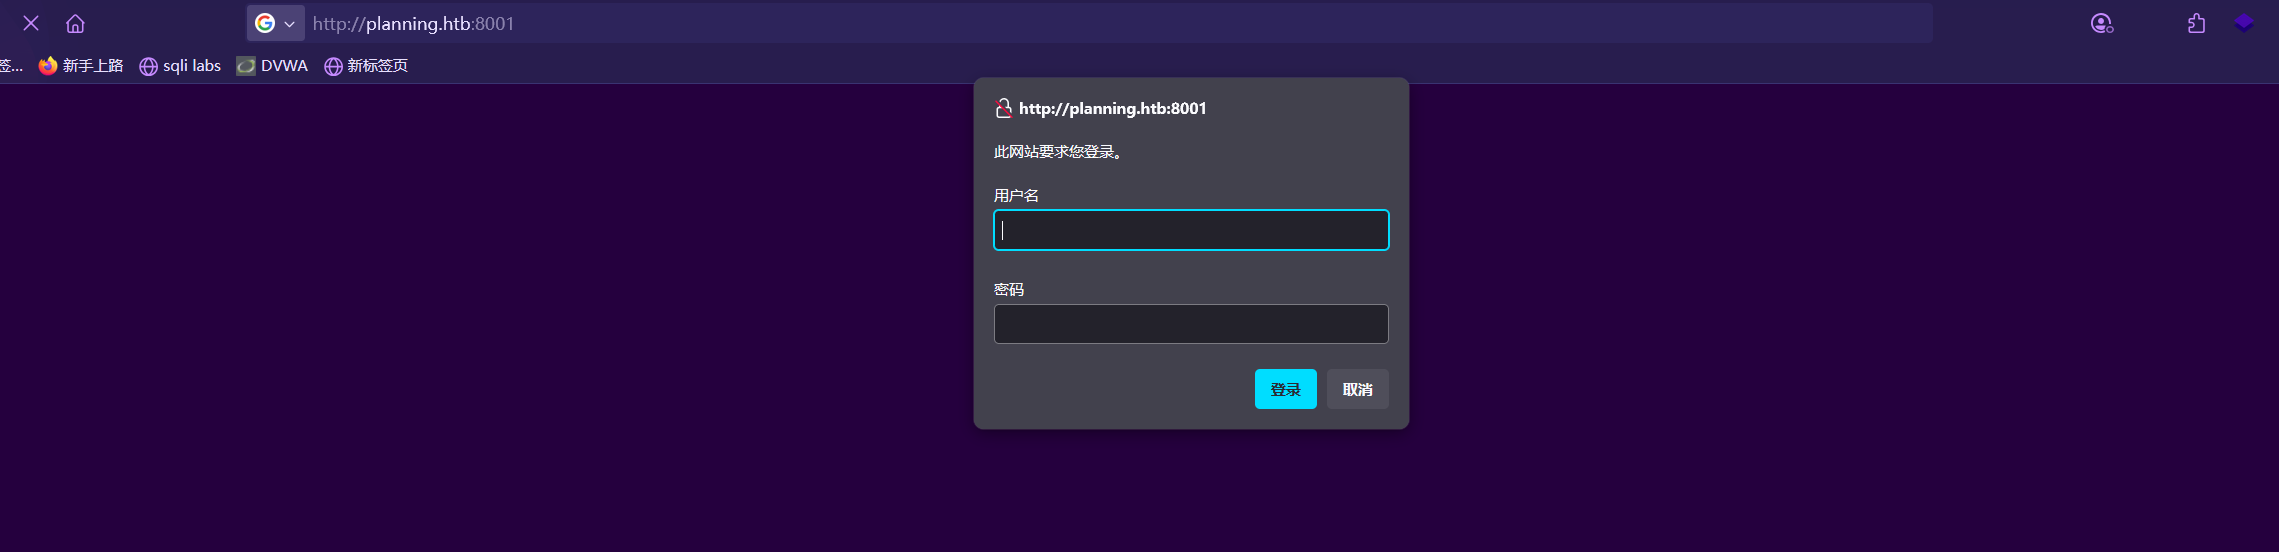 http://planning.htb:8001
签... 新手上路 sqli labs DVWA 新标签页
http://planning.htb:8001
此网站要求您登录。
用户名
密码
登录 取消